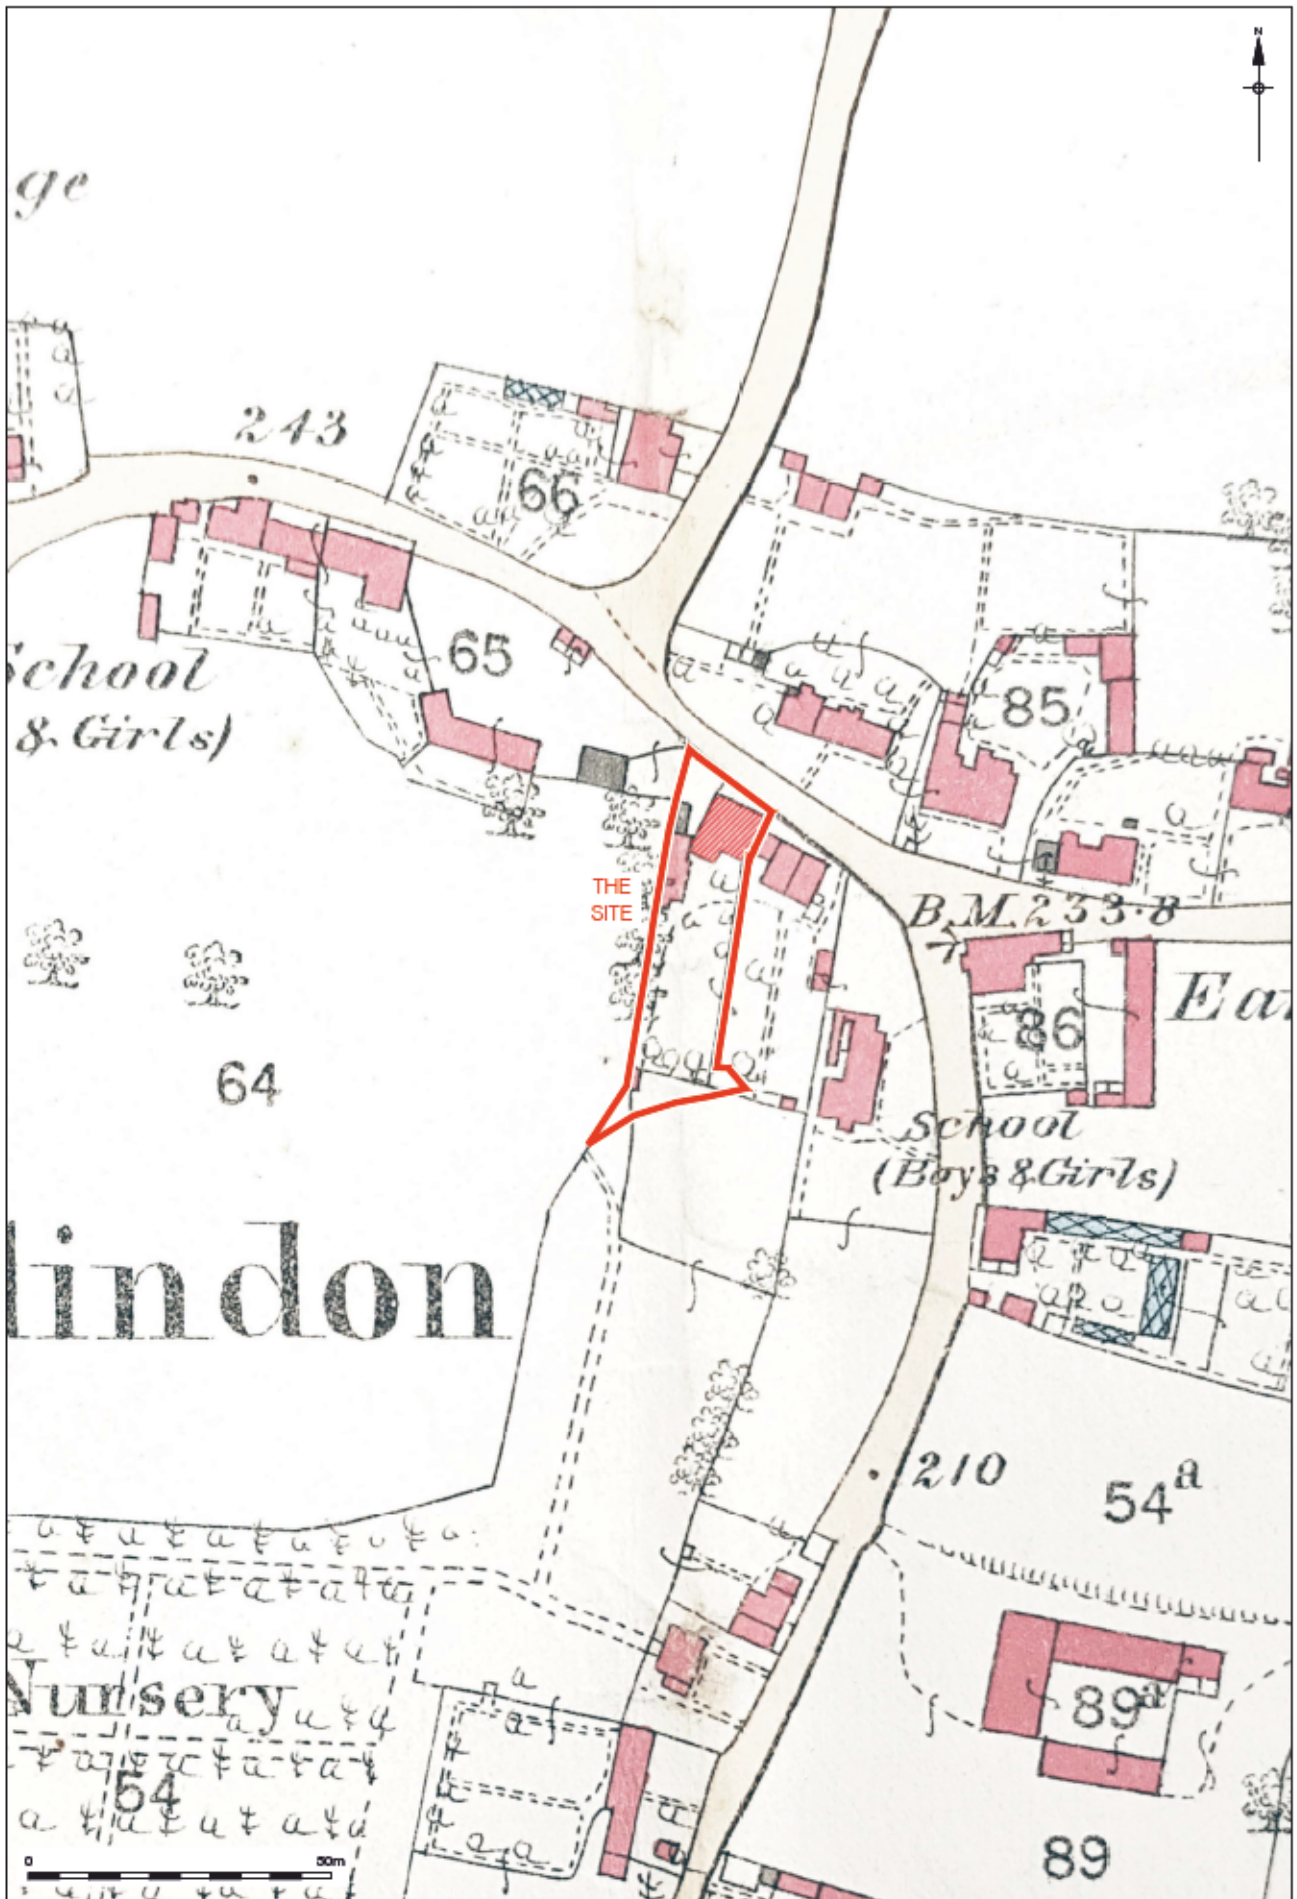 N
ge
243
66
65
School
& Girls)
85
THE
SITE
B.M. 233·8
Ea
86
64
School
(Boys & Girls)
lindon
210
54a
Nursery
54
89a
89
0
50m